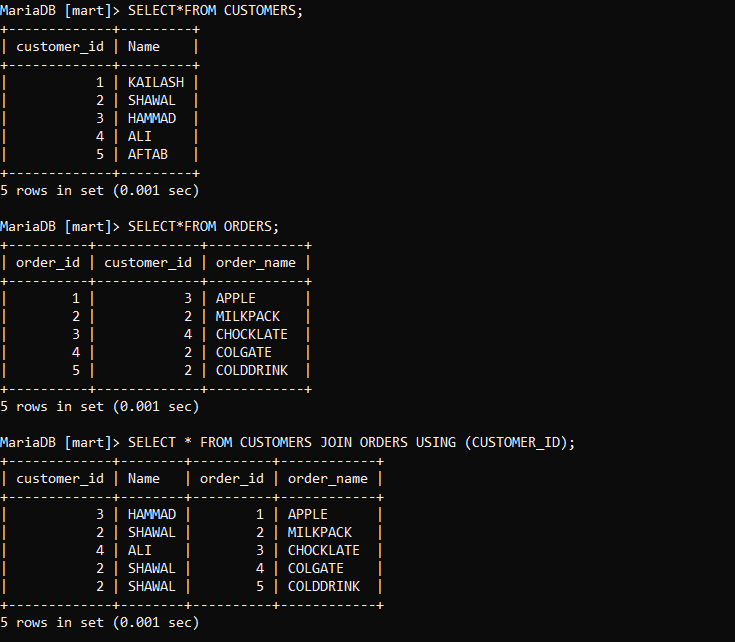 MariaDB [mart]> SELECT*FROM CUSTOMERS;
+-------------+---------+
| customer_id | Name    |
+-------------+---------+
|           1 | KAILASH |
|           2 | SHAWAL  |
|           3 | HAMMAD  |
|           4 | ALI     |
|           5 | AFTAB   |
+-------------+---------+
5 rows in set (0.001 sec)

MariaDB [mart]> SELECT*FROM ORDERS;
+----------+-------------+------------+
| order_id | customer_id | order_name |
+----------+-------------+------------+
|        1 |           3 | APPLE      |
|        2 |           2 | MILKPACK   |
|        3 |           4 | CHOCKLATE  |
|        4 |           2 | COLGATE    |
|        5 |           2 | COLDDRINK  |
+----------+-------------+------------+
5 rows in set (0.001 sec)

MariaDB [mart]> SELECT * FROM CUSTOMERS JOIN ORDERS USING (CUSTOMER_ID);
+-------------+--------+----------+------------+
| customer_id | Name   | order_id | order_name |
+-------------+--------+----------+------------+
|           3 | HAMMAD |        1 | APPLE      |
|           2 | SHAWAL |        2 | MILKPACK   |
|           4 | ALI    |        3 | CHOCKLATE  |
|           2 | SHAWAL |        4 | COLGATE    |
|           2 | SHAWAL |        5 | COLDDRINK  |
+-------------+--------+----------+------------+
5 rows in set (0.001 sec)